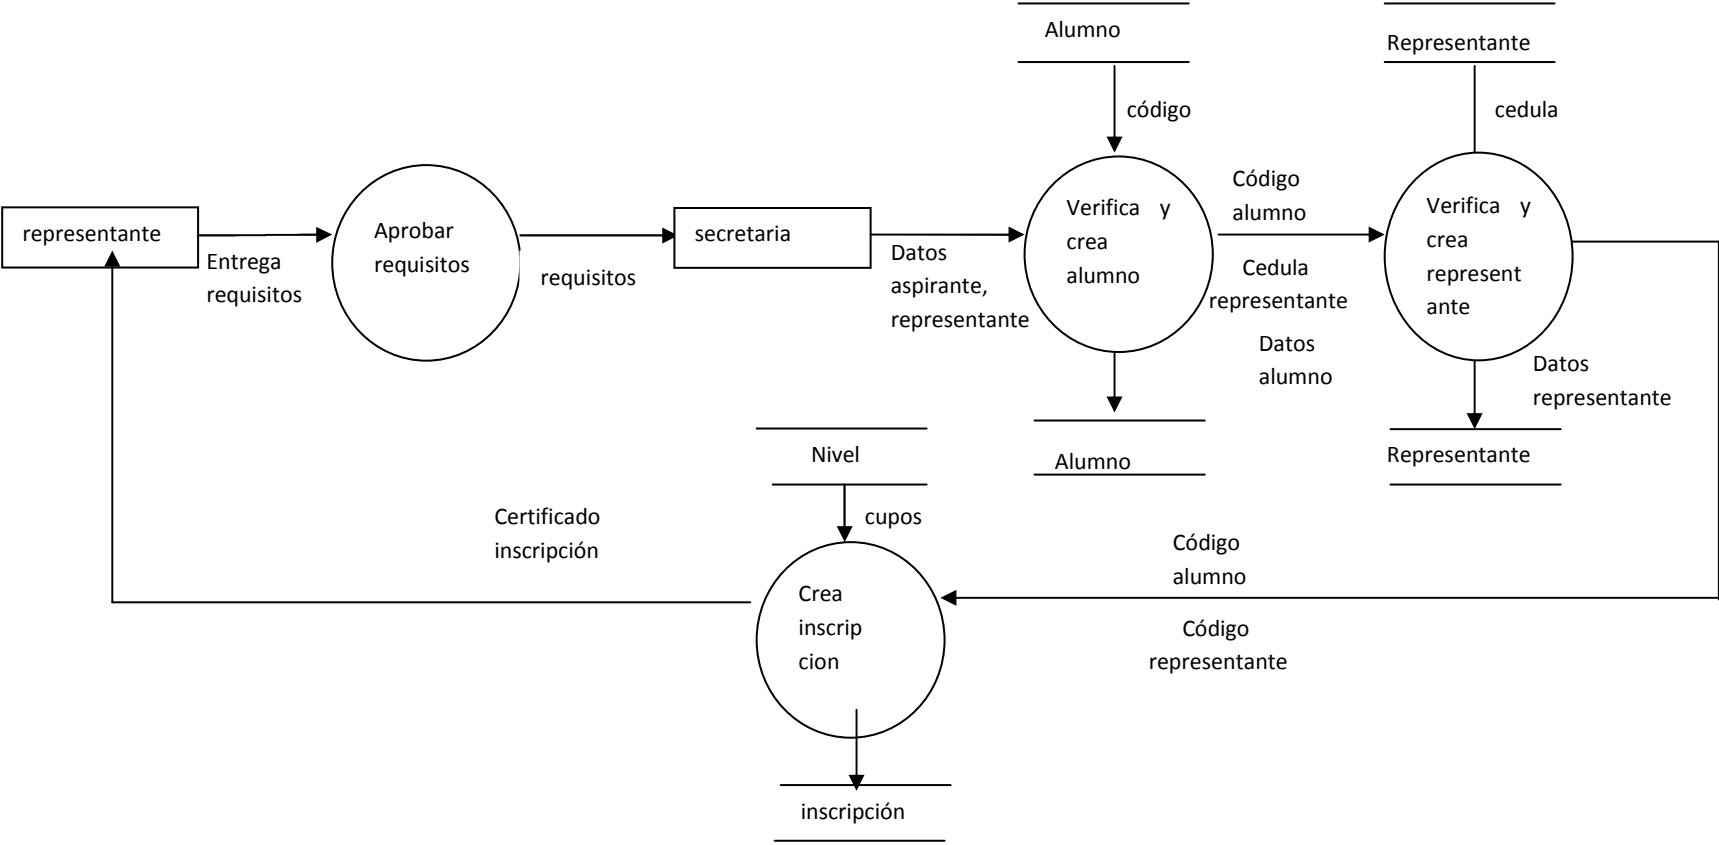 Alumno
Representante
código
cedula
representante
Entrega
requisitos
Aprobar
requisitos
requisitos
secretaria
Datos
aspirante,
representante
Verifica y
crea
alumno
Código
alumno
Cedula
representante
Datos
alumno
Verifica y
crea
represent
ante
Datos
representante
Alumno
Representante
Nivel
cupos
Certificado
inscripción
Código
alumno
Código
representante
Crea
inscrip
cion
inscripción